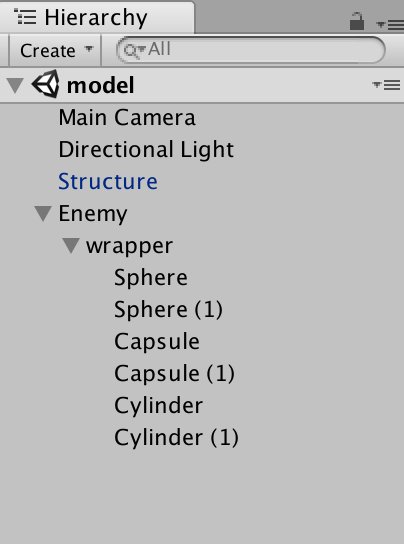 Hierarchy
Create
All
model
Main Camera
Directional Light
Structure
Enemy
wrapper
Sphere
Sphere (1)
Capsule
Capsule (1)
Cylinder
Cylinder (1)